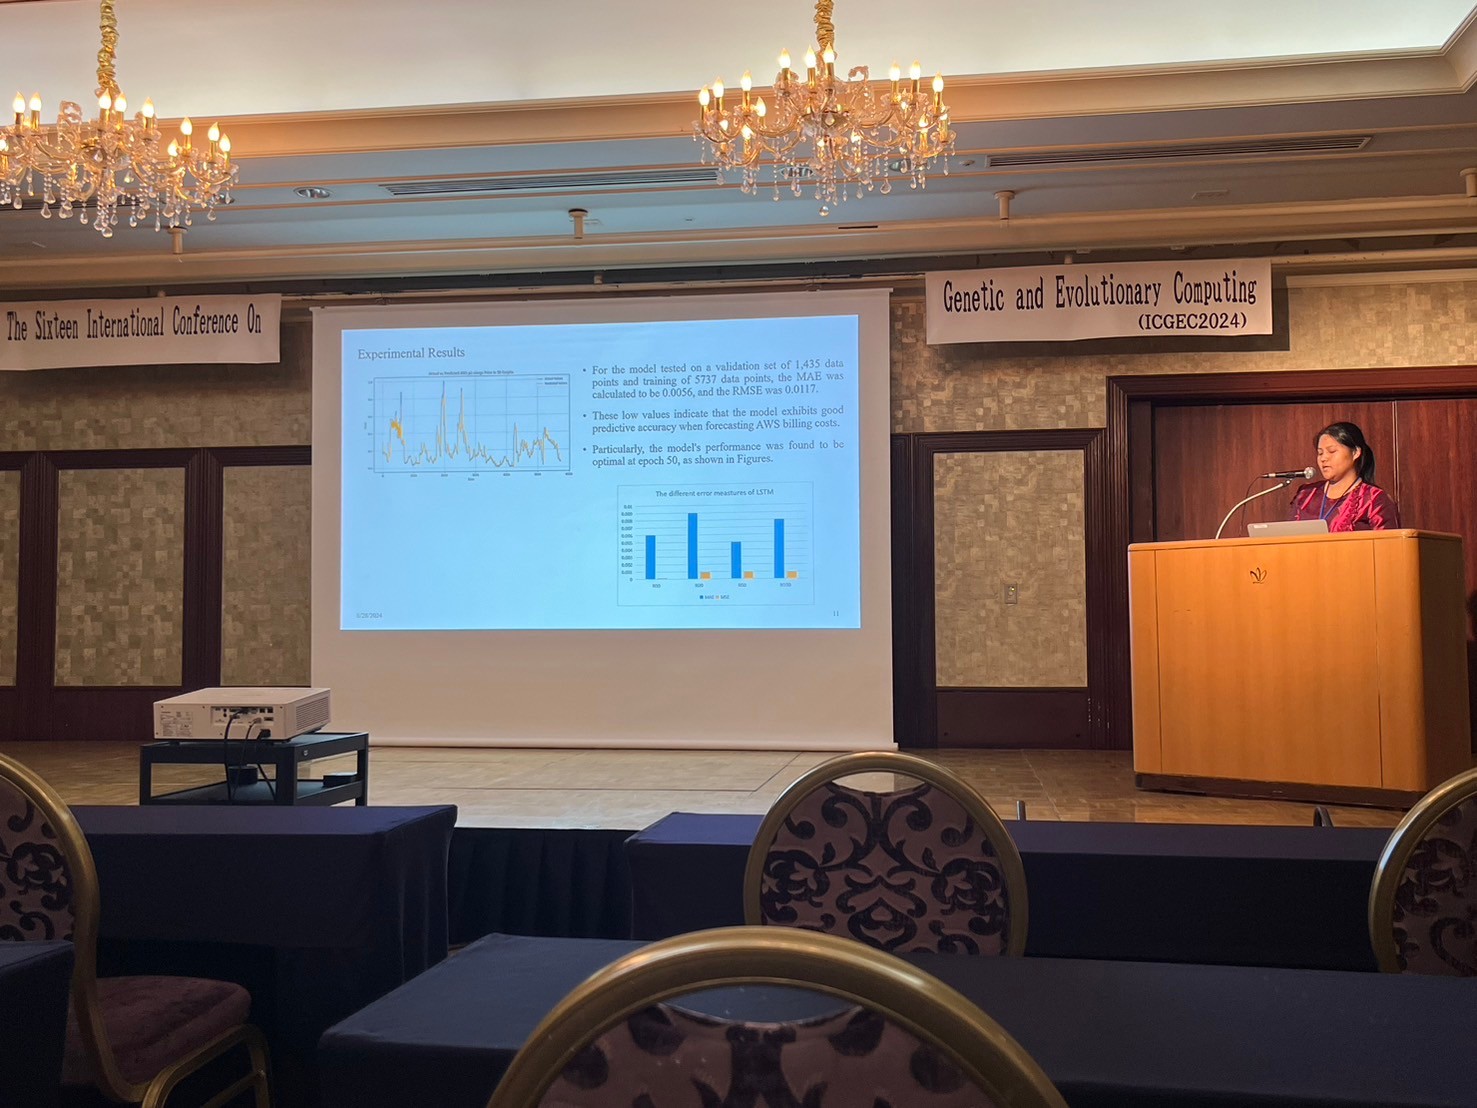 The Sixteen International Conference On
Genetic and Evolutionary Computing
(ICGEC2024)
Experimental Results
• For the model tested on a validation set of 1,435 data
points and training of 5737 data points, the MAE was
calculated to be 0.0056, and the RMSE was 0.0117.
• These low values indicate that the model exhibits good
predictive accuracy when forecasting AWS billing costs.
• Particularly, the model's performance was found to be
optimal at epoch 50, as shown in Figures.
The different error measures of LSTM
0.01
0
11